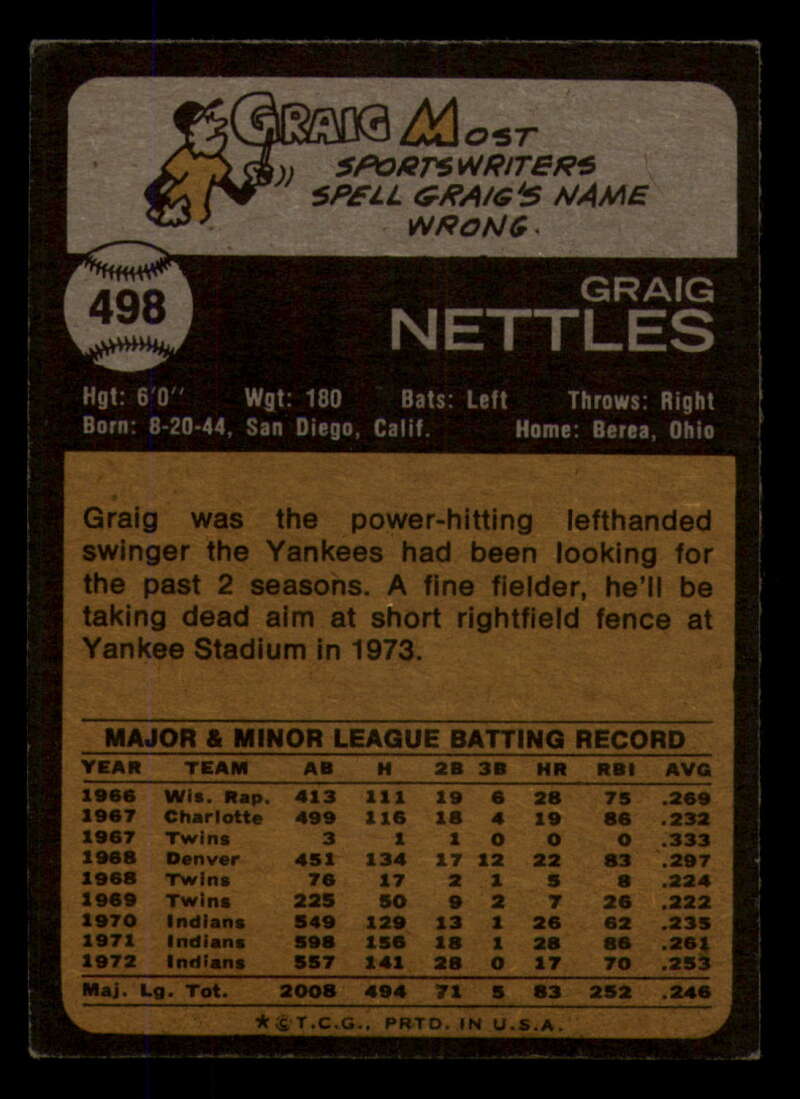 GRAIG MOST
SPORTSWRITERS
SPELL GRAIG'S NAME
WRONG.
498
GRAIG
NETTLES
Hgt: 6'0" Wgt: 180 Bats: Left Throws: Right
Born: 8-20-44, San Diego, Calif. Home: Berea, Ohio
Graig was the power-hitting lefthanded
swinger the Yankees had been looking for
the past 2 seasons. A fine fielder, he'll be
taking dead aim at short rightfield fence at
Yankee Stadium in 1973.
MAJOR & MINOR LEAGUE BATTING RECORD
YEAR TEAM AB H 2B 3B HR RBI AVG
1966 Wis. Rap. 413 111 19 6 28 75 .269
1967 Charlotte 499 116 18 4 19 86 .232
1967 Twins 3 1 1 0 0 0 .333
1968 Denver 451 134 17 12 22 83 .297
1968 Twins 76 17 2 1 5 8 .224
1969 Twins 225 50 9 2 7 26 .222
1970 Indians 549 129 13 1 26 62 .235
1971 Indians 598 156 18 1 28 86 .261
1972 Indians 557 141 28 0 17 70 .253
Maj. Lg. Tot. 2008 494 71 5 83 252 .246
★©T.C.G., PRTD. IN U.S.A.